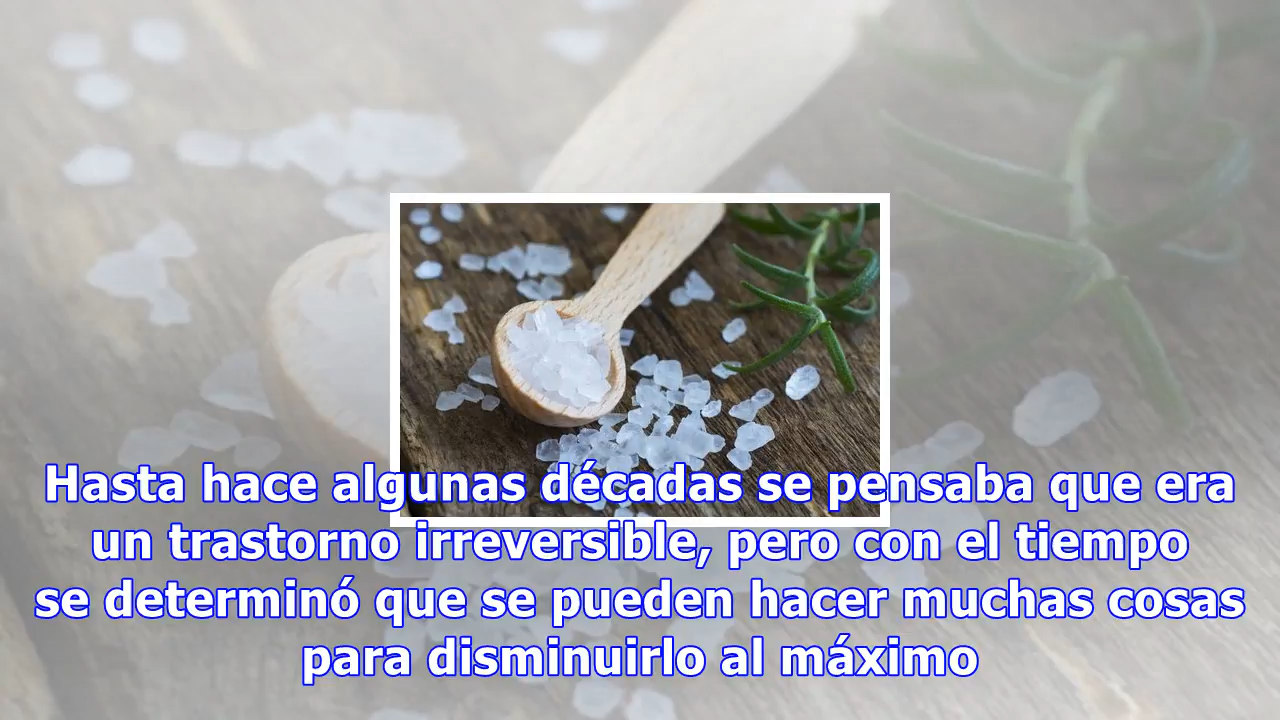 Hasta hace algunas décadas se pensaba que era
un trastorno irreversible, pero con el tiempo
se determinó que se pueden hacer muchas cosas
para disminuirlo al máximo